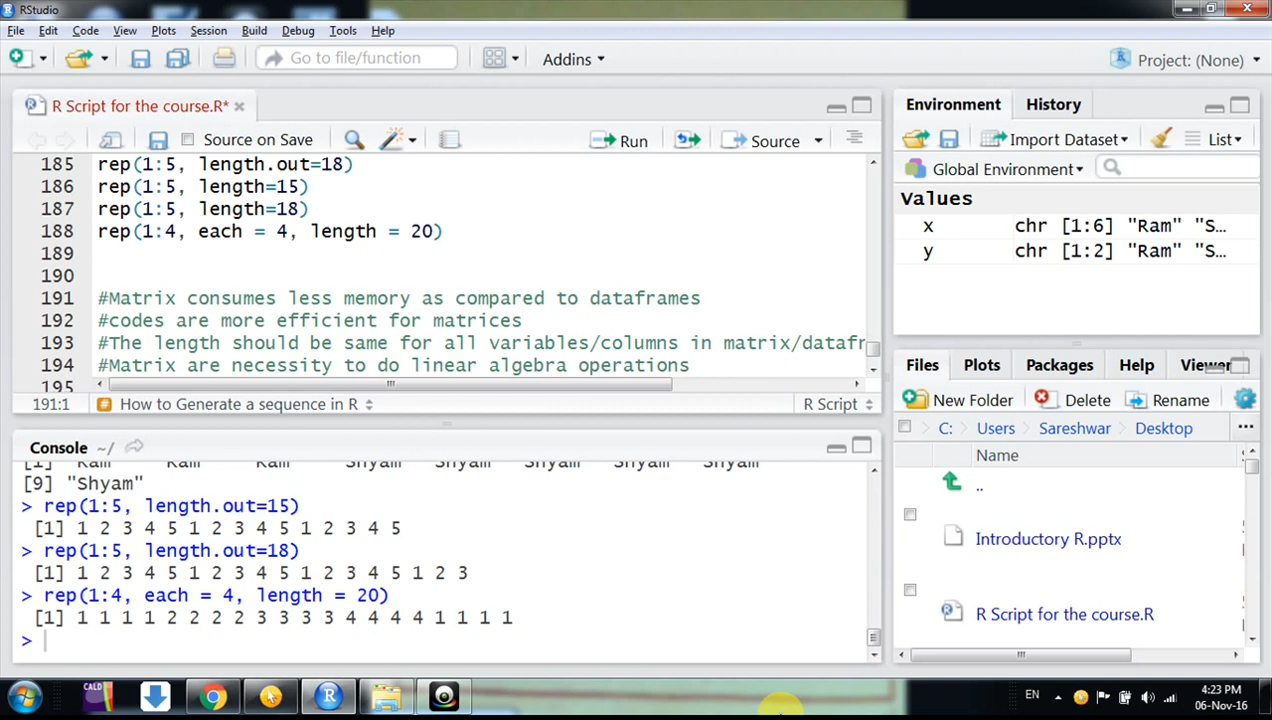 RStudio
File Edit Code View Plots Session Build Debug Tools Help
Go to file/function Addins Project: (None)
R Script for the course.R*
Source on Save Run Source
185 rep(1:5, length.out=18)
186 rep(1:5, length=15)
187 rep(1:5, length=18)
188 rep(1:4, each = 4, length = 20)
189
190
191 #Matrix consumes less memory as compared to dataframes
192 #codes are more efficient for matrices
193 #The length should be same for all variables/columns in matrix/datafr
194 #Matrix are necessity to do linear algebra operations
195
191:1 # How to Generate a sequence in R R Script
Console ~/
[1] "Ram" "Ram" "Ram" "Shyam" "Shyam" "Shyam" "Shyam" "Shyam"
[9] "Shyam"
> rep(1:5, length.out=15)
[1] 1 2 3 4 5 1 2 3 4 5 1 2 3 4 5
> rep(1:5, length.out=18)
[1] 1 2 3 4 5 1 2 3 4 5 1 2 3 4 5 1 2 3
> rep(1:4, each = 4, length = 20)
[1] 1 1 1 1 2 2 2 2 3 3 3 3 4 4 4 4 1 1 1 1
>
Environment History
Import Dataset List
Global Environment
Values
x chr [1:6] "Ram" "S…
y chr [1:2] "Ram" "S…
Files Plots Packages Help Viewer
New Folder Delete Rename
C: Users Sareshwar Desktop ...
Name
..
Introductory R.pptx
R Script for the course.R
CALD
EN
4:23 PM
06-Nov-16